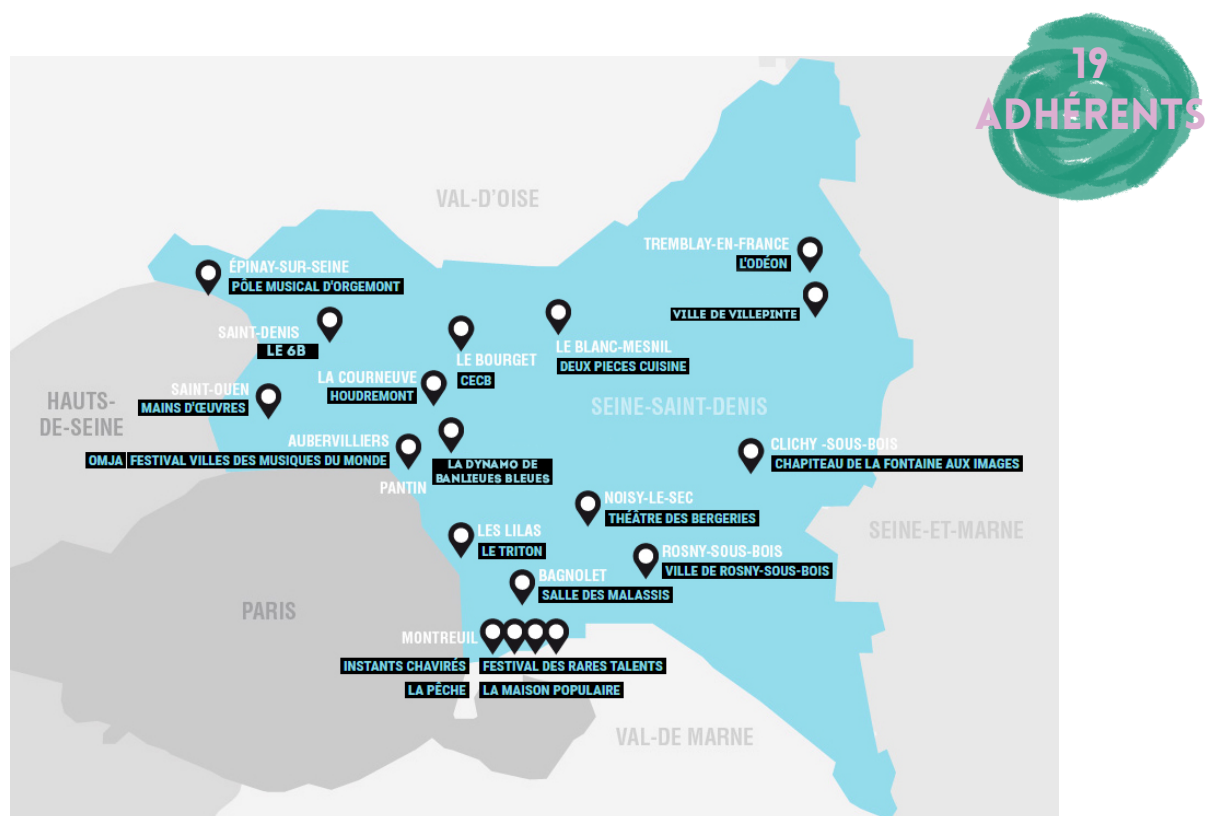 19
ADHÉRENTS
VAL-D'OISE
TREMBLAY-EN-FRANCE
L'ODÉON
ÉPINAY-SUR-SEINE
PÔLE MUSICAL D'ORGEMONT
VILLE DE VILLEPINTE
SAINT-DENIS
LE 6B
LE BOURGET
CECB
LE BLANC-MESNIL
DEUX PIECES CUISINE
LA COURNEUVE
HOUDREMONT
SAINT-OUEN
MAINS D'ŒUVRES
HAUTS-
DE-SEINE
SEINE-SAINT-DENIS
AUBERVILLIERS
OMJA FESTIVAL VILLES DES MUSIQUES DU MONDE
CLICHY -SOUS-BOIS
CHAPITEAU DE LA FONTAINE AUX IMAGES
LA DYNAMO DE
BANLIEUES BLEUES
PANTIN
NOISY-LE-SEC
THÉÂTRE DES BERGERIES
SEINE-ET-MARNE
LES LILAS
LE TRITON
ROSNY-SOUS-BOIS
VILLE DE ROSNY-SOUS-BOIS
BAGNOLET
SALLE DES MALASSIS
PARIS
MONTREUIL
INSTANTS CHAVIRÉS FESTIVAL DES RARES TALENTS
LA PÊCHE LA MAISON POPULAIRE
VAL-DE MARNE